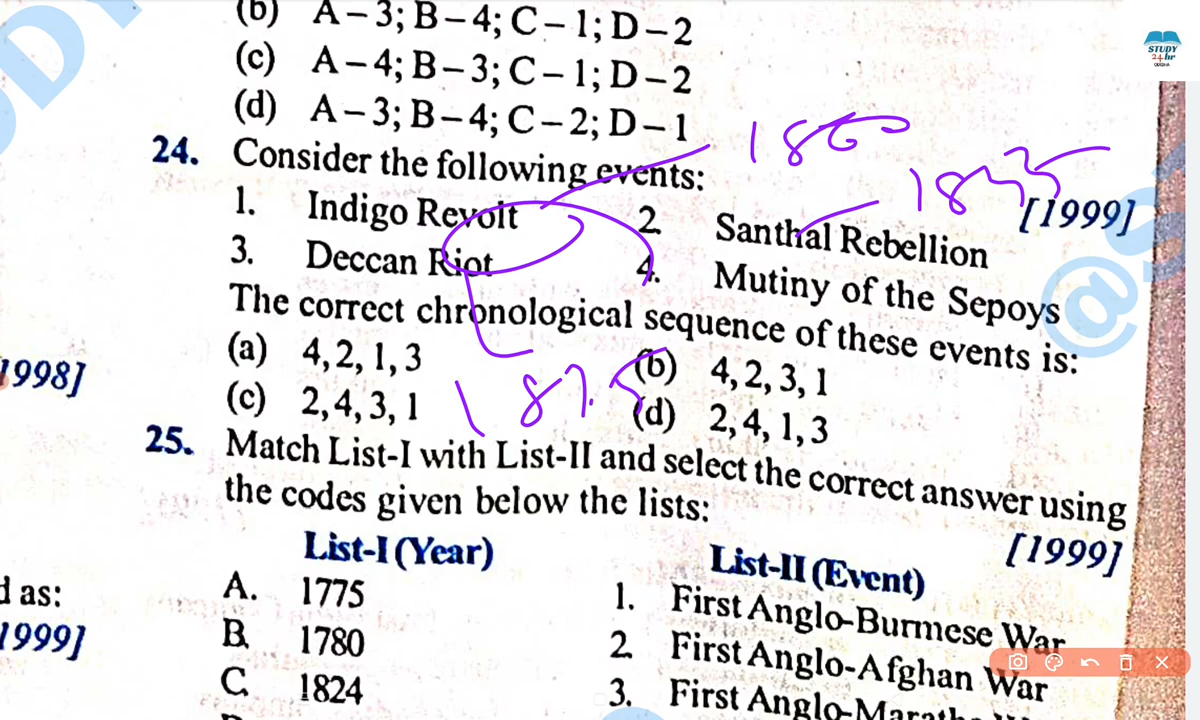 (b) A – 3; B – 4; C – 1; D – 2
(c) A – 4; B – 3; C – 1; D – 2
(d) A – 3; B – 4; C – 2; D – 1
STUDY
24 hr
ODISHA
24. Consider the following events:
1860
1855
[1999]
1. Indigo Revolt 2. Santhal Rebellion
3. Deccan Riot 4. Mutiny of the Sepoys
The correct chronological sequence of these events is:
(a) 4, 2, 1, 3 (b) 4, 2, 3, 1
(c) 2, 4, 3, 1 (d) 2, 4, 1, 3
1875
1998]
25. Match List-I with List-II and select the correct answer using
the codes given below the lists:
[1999]
List-I (Year) List-II (Event)
A. 1775 1. First Anglo-Burmese War
B. 1780 2. First Anglo-Afghan War
C. 1824 3. First Anglo-Maratha
d as:
1999]